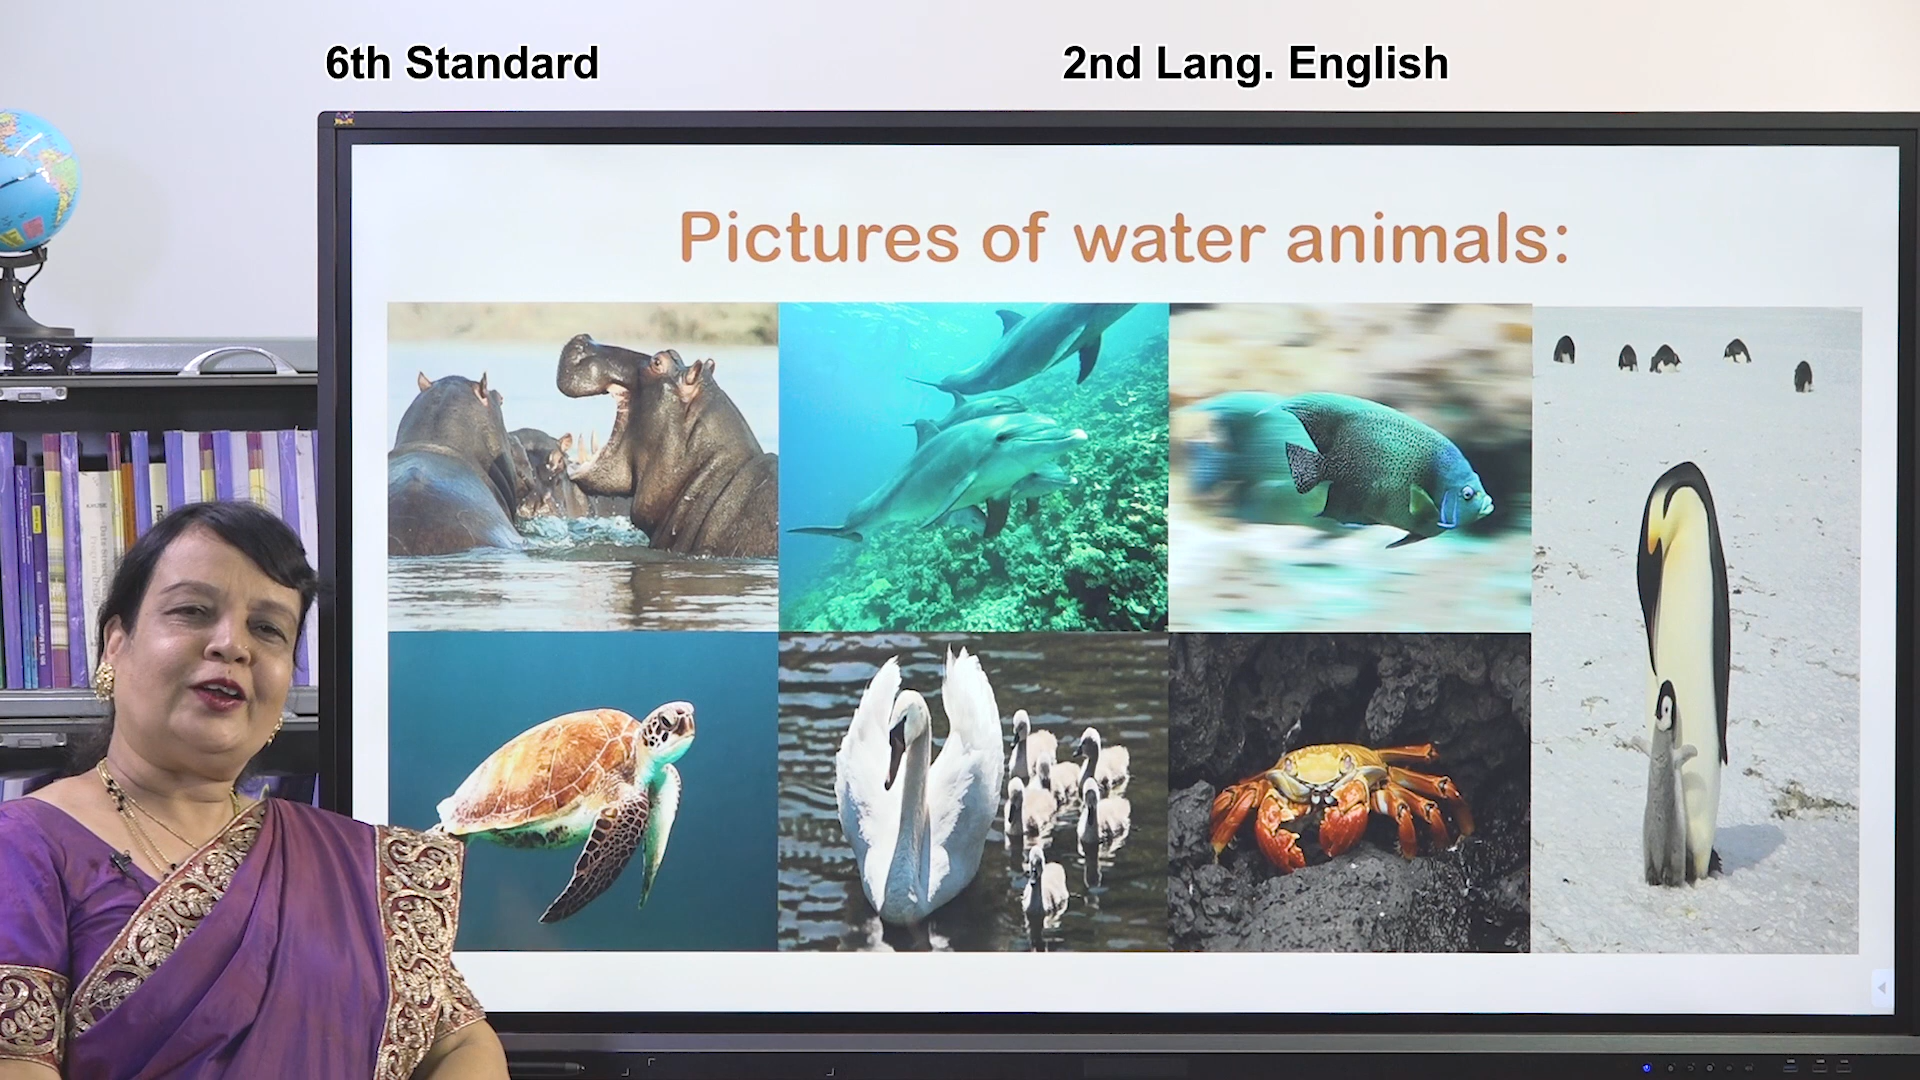 6th Standard
2nd Lang. English
Pictures of water animals: